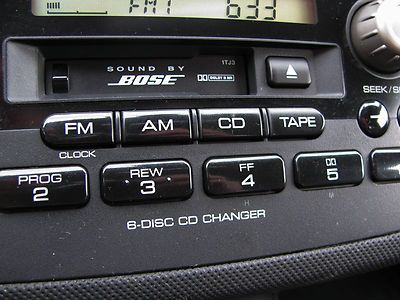 FM1 633
1TJ3
SOUND BY
BOSE DOLBY B NR
SEEK/S
FM AM CD TAPE
CLOCK
PROG REW FF
2 3 4 5
H M
6-DISC CD CHANGER